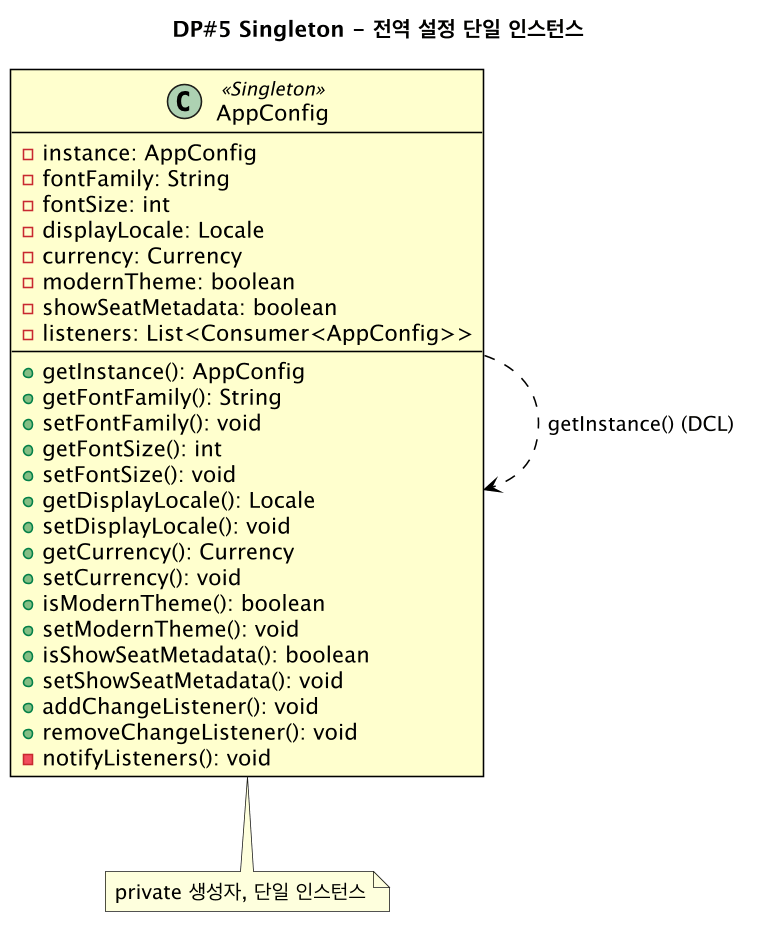 DP#5 Singleton - 전역 설정 단일 인스턴스
C
«Singleton»
AppConfig
instance: AppConfig
fontFamily: String
fontSize: int
displayLocale: Locale
currency: Currency
modernTheme: boolean
showSeatMetadata: boolean
listeners: List<Consumer<AppConfig>>
getInstance(): AppConfig
getFontFamily(): String
setFontFamily(): void
getFontSize(): int
setFontSize(): void
getDisplayLocale(): Locale
setDisplayLocale(): void
getCurrency(): Currency
setCurrency(): void
isModernTheme(): boolean
setModernTheme(): void
isShowSeatMetadata(): boolean
setShowSeatMetadata(): void
addChangeListener(): void
removeChangeListener(): void
notifyListeners(): void
getInstance() (DCL)
private 생성자, 단일 인스턴스